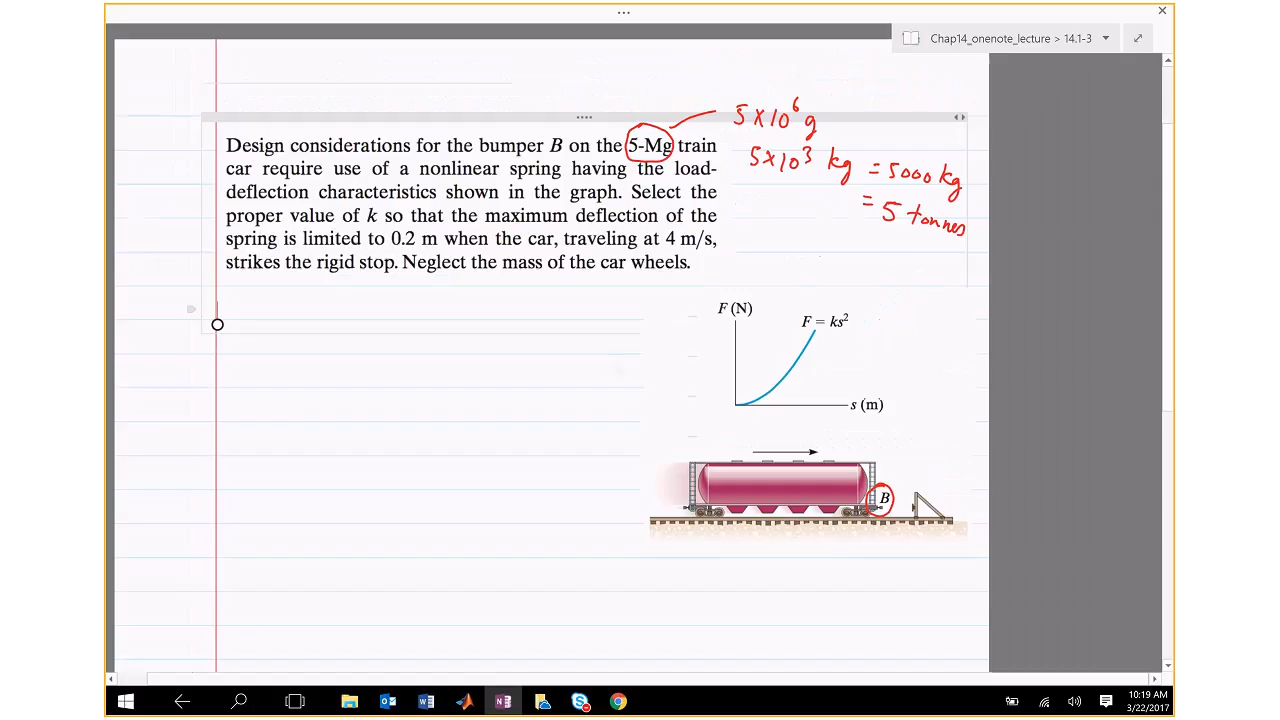 Chap14_onenote_lecture > 14.1-3
Design considerations for the bumper B on the 5-Mg train
car require use of a nonlinear spring having the load-
deflection characteristics shown in the graph. Select the
proper value of k so that the maximum deflection of the
spring is limited to 0.2 m when the car, traveling at 4 m/s,
strikes the rigid stop. Neglect the mass of the car wheels.
5×10⁶ g
5×10³ kg = 5000 kg
= 5 tonnes
F (N)
F = ks²
s (m)
B
10:19 AM
3/22/2017